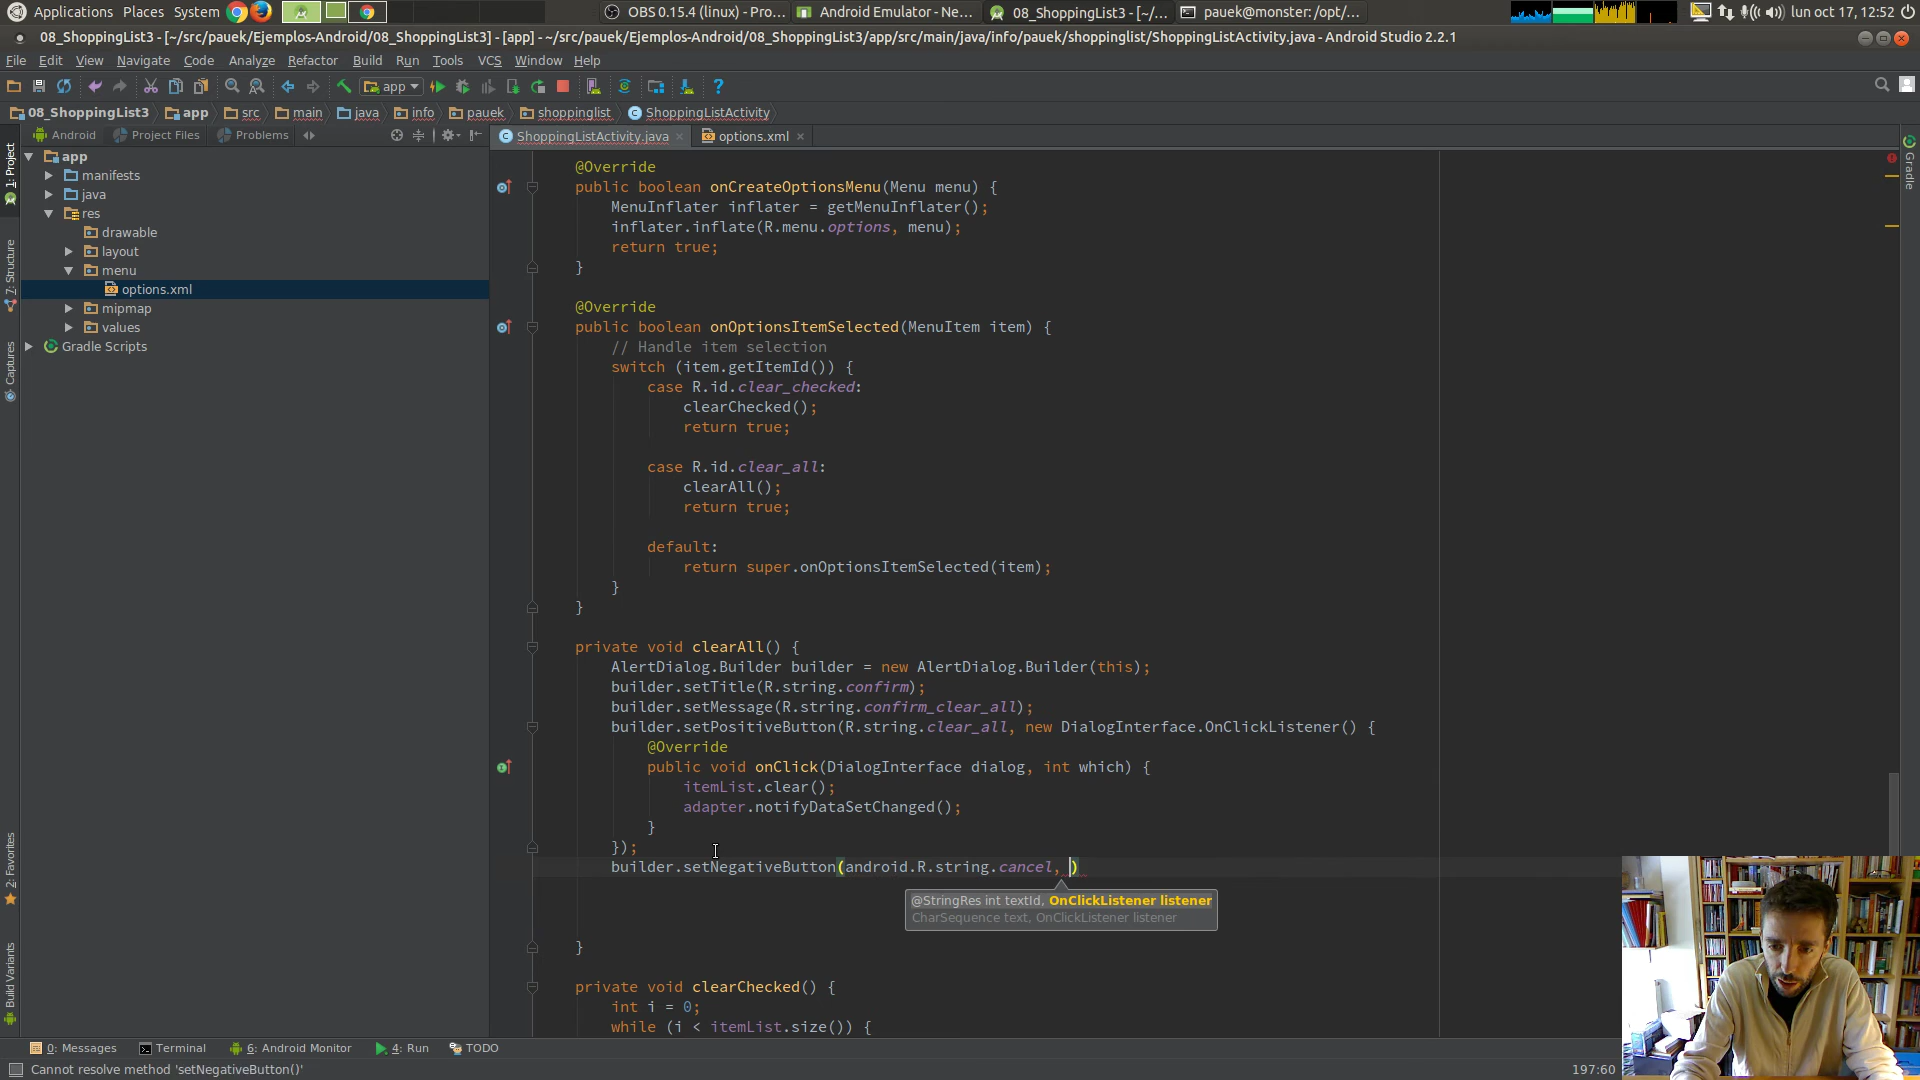 Applications Places System OBS 0.15.4 (linux) - Pro... Android Emulator - Ne... 08_ShoppingList3 - [~/... pauek@monster: /opt/... lun oct 17, 12:52
08_ShoppingList3 - [~/src/pauek/Ejemplos-Android/08_ShoppingList3] - [app] - ~/src/pauek/Ejemplos-Android/08_ShoppingList3/app/src/main/java/info/pauek/shoppinglist/ShoppingListActivity.java - Android Studio 2.2.1
File Edit View Navigate Code Analyze Refactor Build Run Tools VCS Window Help
app
08_ShoppingList3 app src main java info pauek shoppinglist ShoppingListActivity
Android Project Files Problems
ShoppingListActivity.java options.xml
1: Project
7: Structure
Captures
2: Favorites
Build Variants
Gradle
app
manifests
java
res
drawable
layout
menu
options.xml
mipmap
values
Gradle Scripts
@Override
public boolean onCreateOptionsMenu(Menu menu) {
MenuInflater inflater = getMenuInflater();
inflater.inflate(R.menu.options, menu);
return true;
}
@Override
public boolean onOptionsItemSelected(MenuItem item) {
// Handle item selection
switch (item.getItemId()) {
case R.id.clear_checked:
clearChecked();
return true;
case R.id.clear_all:
clearAll();
return true;
default:
return super.onOptionsItemSelected(item);
}
}
private void clearAll() {
AlertDialog.Builder builder = new AlertDialog.Builder(this);
builder.setTitle(R.string.confirm);
builder.setMessage(R.string.confirm_clear_all);
builder.setPositiveButton(R.string.clear_all, new DialogInterface.OnClickListener() {
@Override
public void onClick(DialogInterface dialog, int which) {
itemList.clear();
adapter.notifyDataSetChanged();
}
});
builder.setNegativeButton(android.R.string.cancel, )
@StringRes int textId, OnClickListener listener
CharSequence text, OnClickListener listener
}
private void clearChecked() {
int i = 0;
while (i < itemList.size()) {
0: Messages Terminal 6: Android Monitor 4: Run TODO
Cannot resolve method 'setNegativeButton()' 197:60